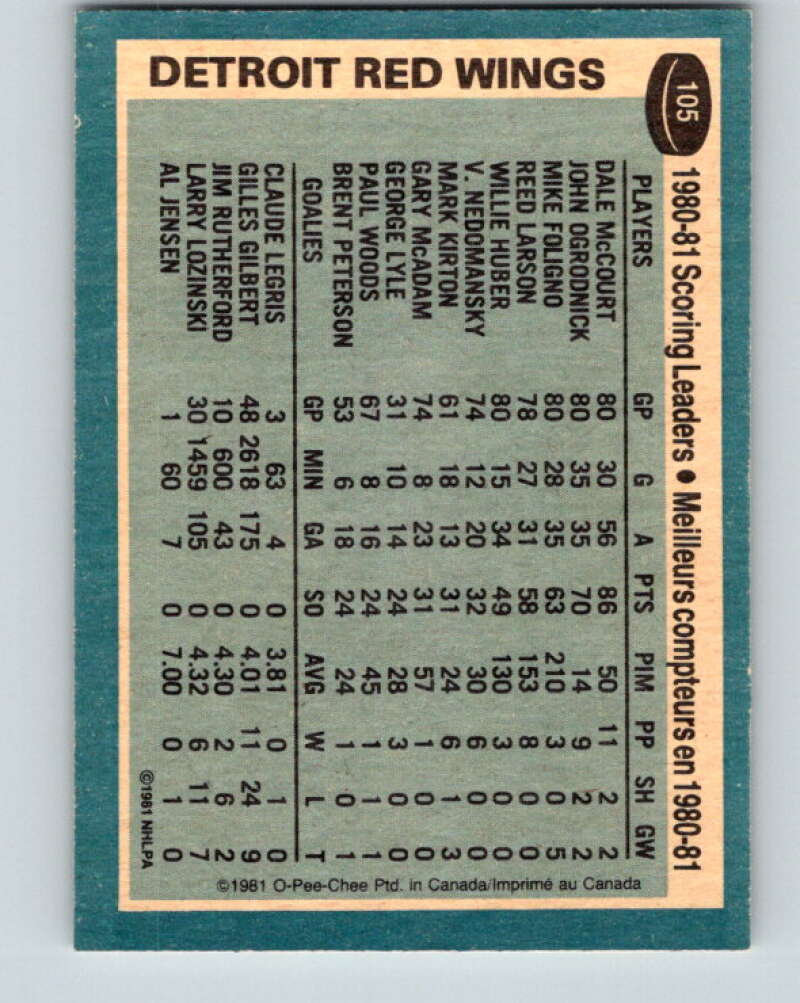 DETROIT RED WINGS
105
1980-81 Scoring Leaders • Meilleurs compteurs en 1980-81
PLAYERS GP G A PTS PIM PP SH GW
DALE McCOURT 80 30 56 86 50 11 2 2
JOHN OGRODNICK 80 35 35 70 14 9 2 2
MIKE FOLIGNO 80 28 35 63 210 3 0 5
REED LARSON 78 27 31 58 153 8 0 0
WILLIE HUBER 80 15 34 49 130 3 0 0
V. NEDOMANSKY 74 12 20 32 30 6 0 0
MARK KIRTON 61 18 13 31 24 6 1 3
GARY McADAM 74 8 23 31 57 1 0 0
GEORGE LYLE 31 10 14 24 28 3 0 0
PAUL WOODS 67 8 16 24 45 1 1 1
BRENT PETERSON 53 6 18 24 24 1 0 1
GOALIES GP MIN GA SO AVG W L T
CLAUDE LEGRIS 3 63 4 0 3.81 0 1 0
GILLES GILBERT 48 2618 175 0 4.01 11 24 9
JIM RUTHERFORD 10 600 43 0 4.30 2 6 2
LARRY LOZINSKI 30 1459 105 0 4.32 6 11 7
AL JENSEN 1 60 7 0 7.00 0 1 0
©1981 NHLPA
©1981 O-Pee-Chee Ptd. in Canada/Imprimé au Canada